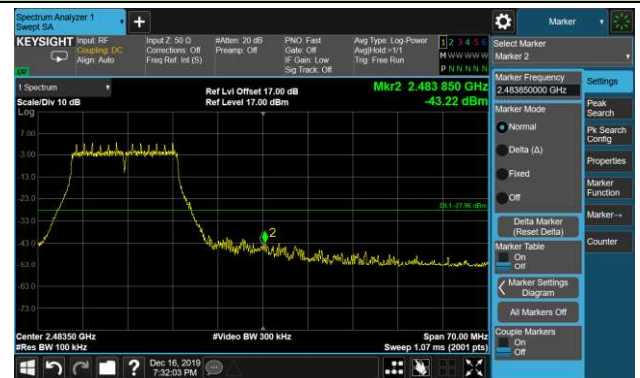 Spectrum Analyzer 1
Swept SA
Marker
KEYSIGHT
Input: RF
Coupling: DC
Align: Auto
Input Z: 50 Ω
Corrections: Off
Freq Ref: Int (S)
#Atten: 20 dB
Preamp: Off
PNO: Fast
Gate: Off
IF Gain: Low
Sig Track: Off
Avg Type: Log-Power
Avg|Hold:>1/1
Trig: Free Run
1 2 3 4 5 6
M W W W W W
P N N N N N
Select Marker
Marker 2
LXI
1 Spectrum
Scale/Div 10 dB
Log
Ref Lvl Offset 17.00 dB
Ref Level 17.00 dBm
Mkr2 2.483 850 GHz
-43.22 dBm
7.00
-3.00
-13.0
-23.0
-33.0
-43.0
-53.0
-63.0
-73.0
DL1 -27.96 dBm
2
Center 2.48350 GHz
#Res BW 100 kHz
#Video BW 300 kHz
Span 70.00 MHz
Sweep 1.07 ms (2001 pts)
Marker Frequency
2.483850000 GHz
Marker Mode
Normal
Delta (Δ)
Fixed
Off
Delta Marker
(Reset Delta)
Marker Table
On
Off
Marker Settings
Diagram
All Markers Off
Couple Markers
On
Off
Settings
Peak
Search
Pk Search
Config
Properties
Marker
Function
Marker→
Counter
?
Dec 16, 2019
7:32:03 PM